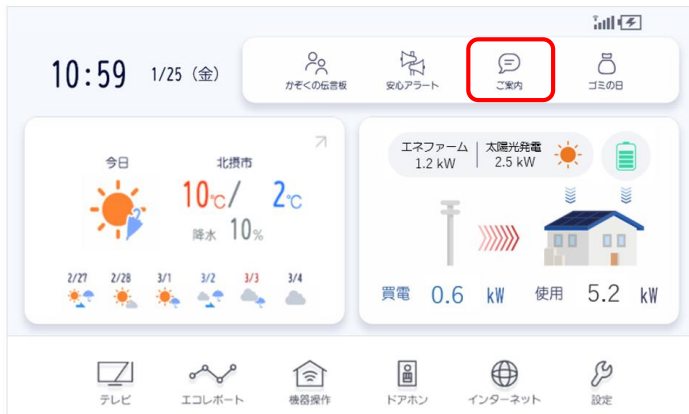 10:59 1/25 (金)
かぞくの伝言板 安心アラート ご案内 ゴミの日
今日 北摂市
10℃/ 2℃
降水 10%
2/27 2/28 3/1 3/2 3/3 3/4
エネファーム 太陽光発電
1.2 kW 2.5 kW
買電 0.6 kW 使用 5.2 kW
テレビ エコレポート 機器操作 ドアホン インターネット 設定